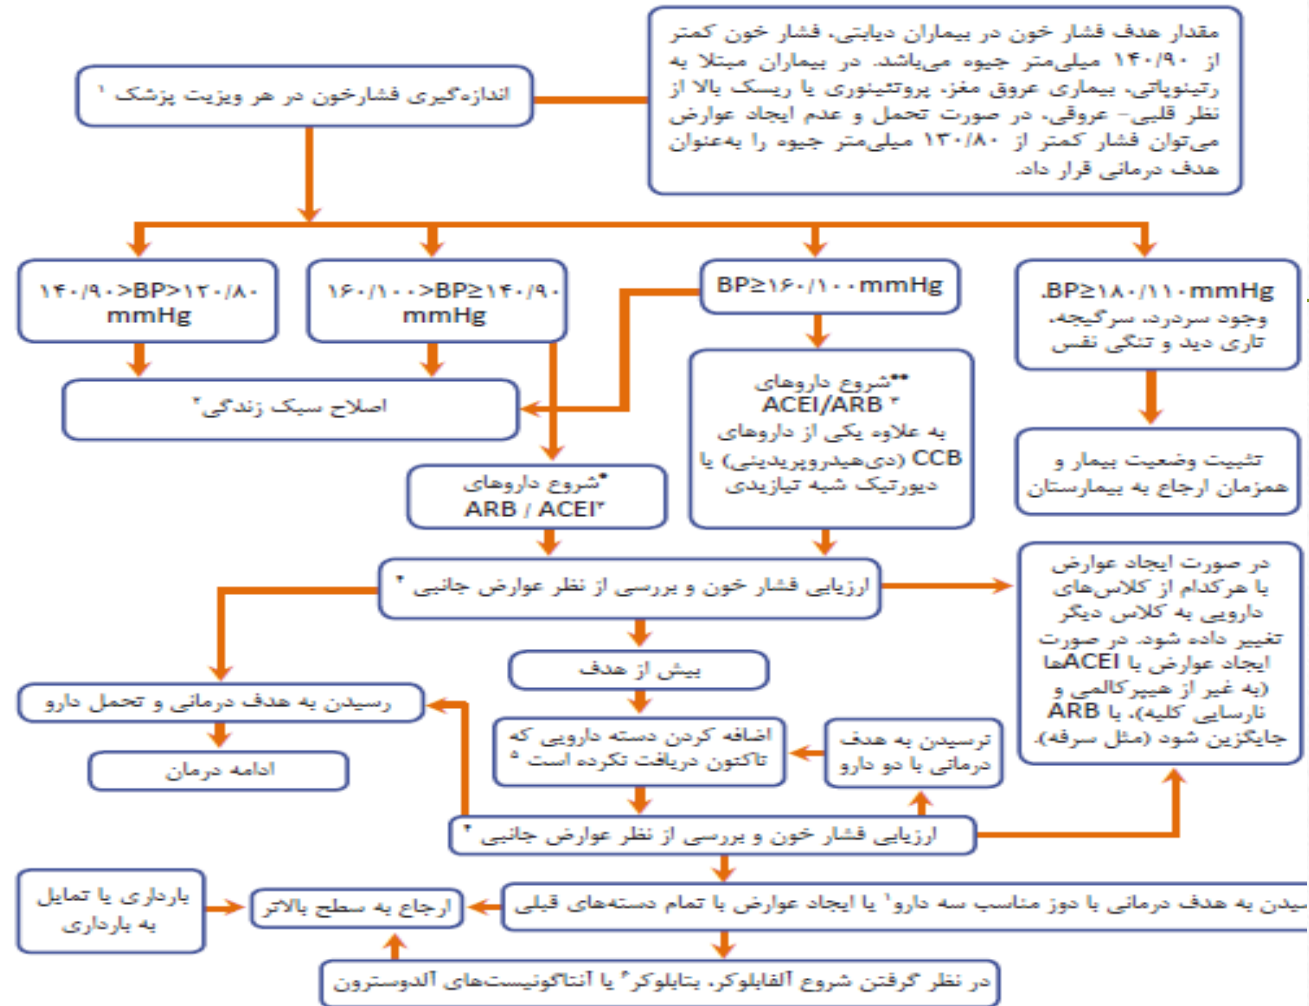 مقدار هدف فشار خون در بیماران دیابتی، فشار خون کمتر
از ۱۴۰/۹۰ میلی‌متر جیوه می‌باشد. در بیماران مبتلا به
رتینوپاتی، بیماری عروق مغز، پروتئینوری یا ریسک بالا از
نظر قلبی- عروقی، در صورت تحمل و عدم ایجاد عوارض
می‌توان فشار کمتر از ۱۳۰/۸۰ میلی‌متر جیوه را به‌عنوان
هدف درمانی قرار داد.
اندازه‌گیری فشارخون در هر ویزیت پزشک ۱
BP≥۱۸۰/۱۱۰mmHg،
وجود سردرد، سرگیجه،
تاری دید و تنگی نفس
BP≥۱۶۰/۱۰۰mmHg
۱۶۰/۱۰۰>BP≥۱۴۰/۹۰
mmHg
۱۴۰/۹۰>BP>۱۲۰/۸۰
mmHg
اصلاح سبک زندگی۲
**شروع داروهای
ACEI/ARB ۳
به علاوه یکی از داروهای
CCB (دی‌هیدروپریدینی) یا
دیورتیک شبه تیازیدی
تثبیت وضعیت بیمار و
همزمان ارجاع به بیمارستان
*شروع داروهای
ARB / ACEI۳
ارزیابی فشار خون و بررسی از نظر عوارض جانبی ۴
در صورت ایجاد عوارض
با هرکدام از کلاس‌های
دارویی به کلاس دیگر
تغییر داده شود. در صورت
ایجاد عوارض با ACEIها
(به غیر از هیپرکالمی و
نارسایی کلیه)، با ARB
جایگزین شود (مثل سرفه).
بیش از هدف
رسیدن به هدف درمانی و تحمل دارو
ادامه درمان
اضافه کردن دسته دارویی که
تاکنون دریافت نکرده است ۵
نرسیدن به هدف
درمانی با دو دارو
ارزیابی فشار خون و بررسی از نظر عوارض جانبی ۴
سیدن به هدف درمانی با دوز مناسب سه دارو۱ یا ایجاد عوارض با تمام دسته‌های قبلی
ارجاع به سطح بالاتر
بارداری یا تمایل
به بارداری
در نظر گرفتن شروع آلفابلوکر، بتابلوکر۶ یا آنتاگونیست‌های آلدوسترون